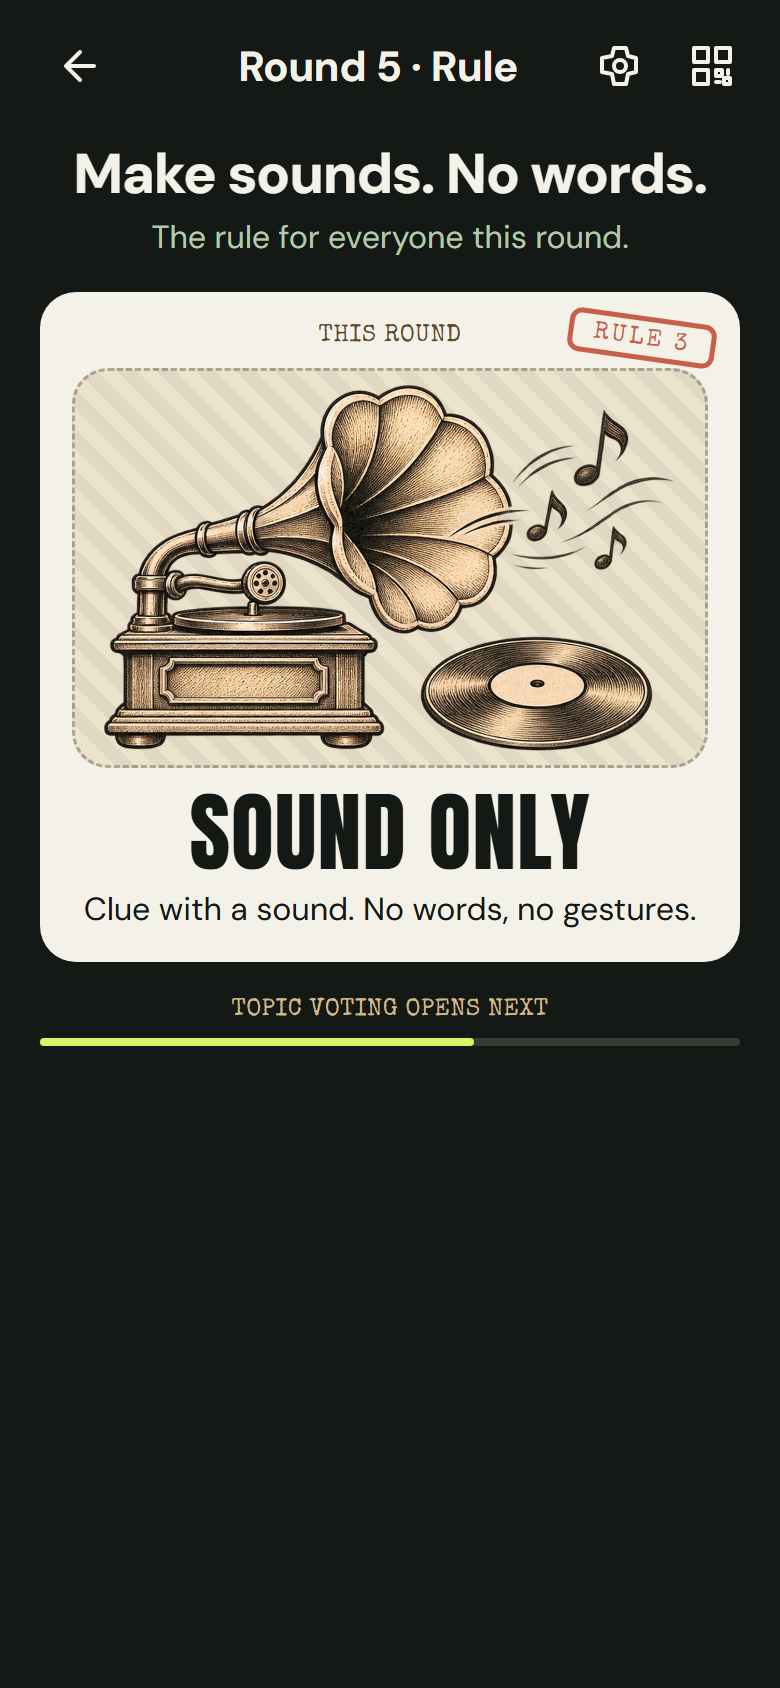 Round 5 · Rule
Make sounds. No words.
The rule for everyone this round.
THIS ROUND
RULE 3
SOUND ONLY
Clue with a sound. No words, no gestures.
TOPIC VOTING OPENS NEXT